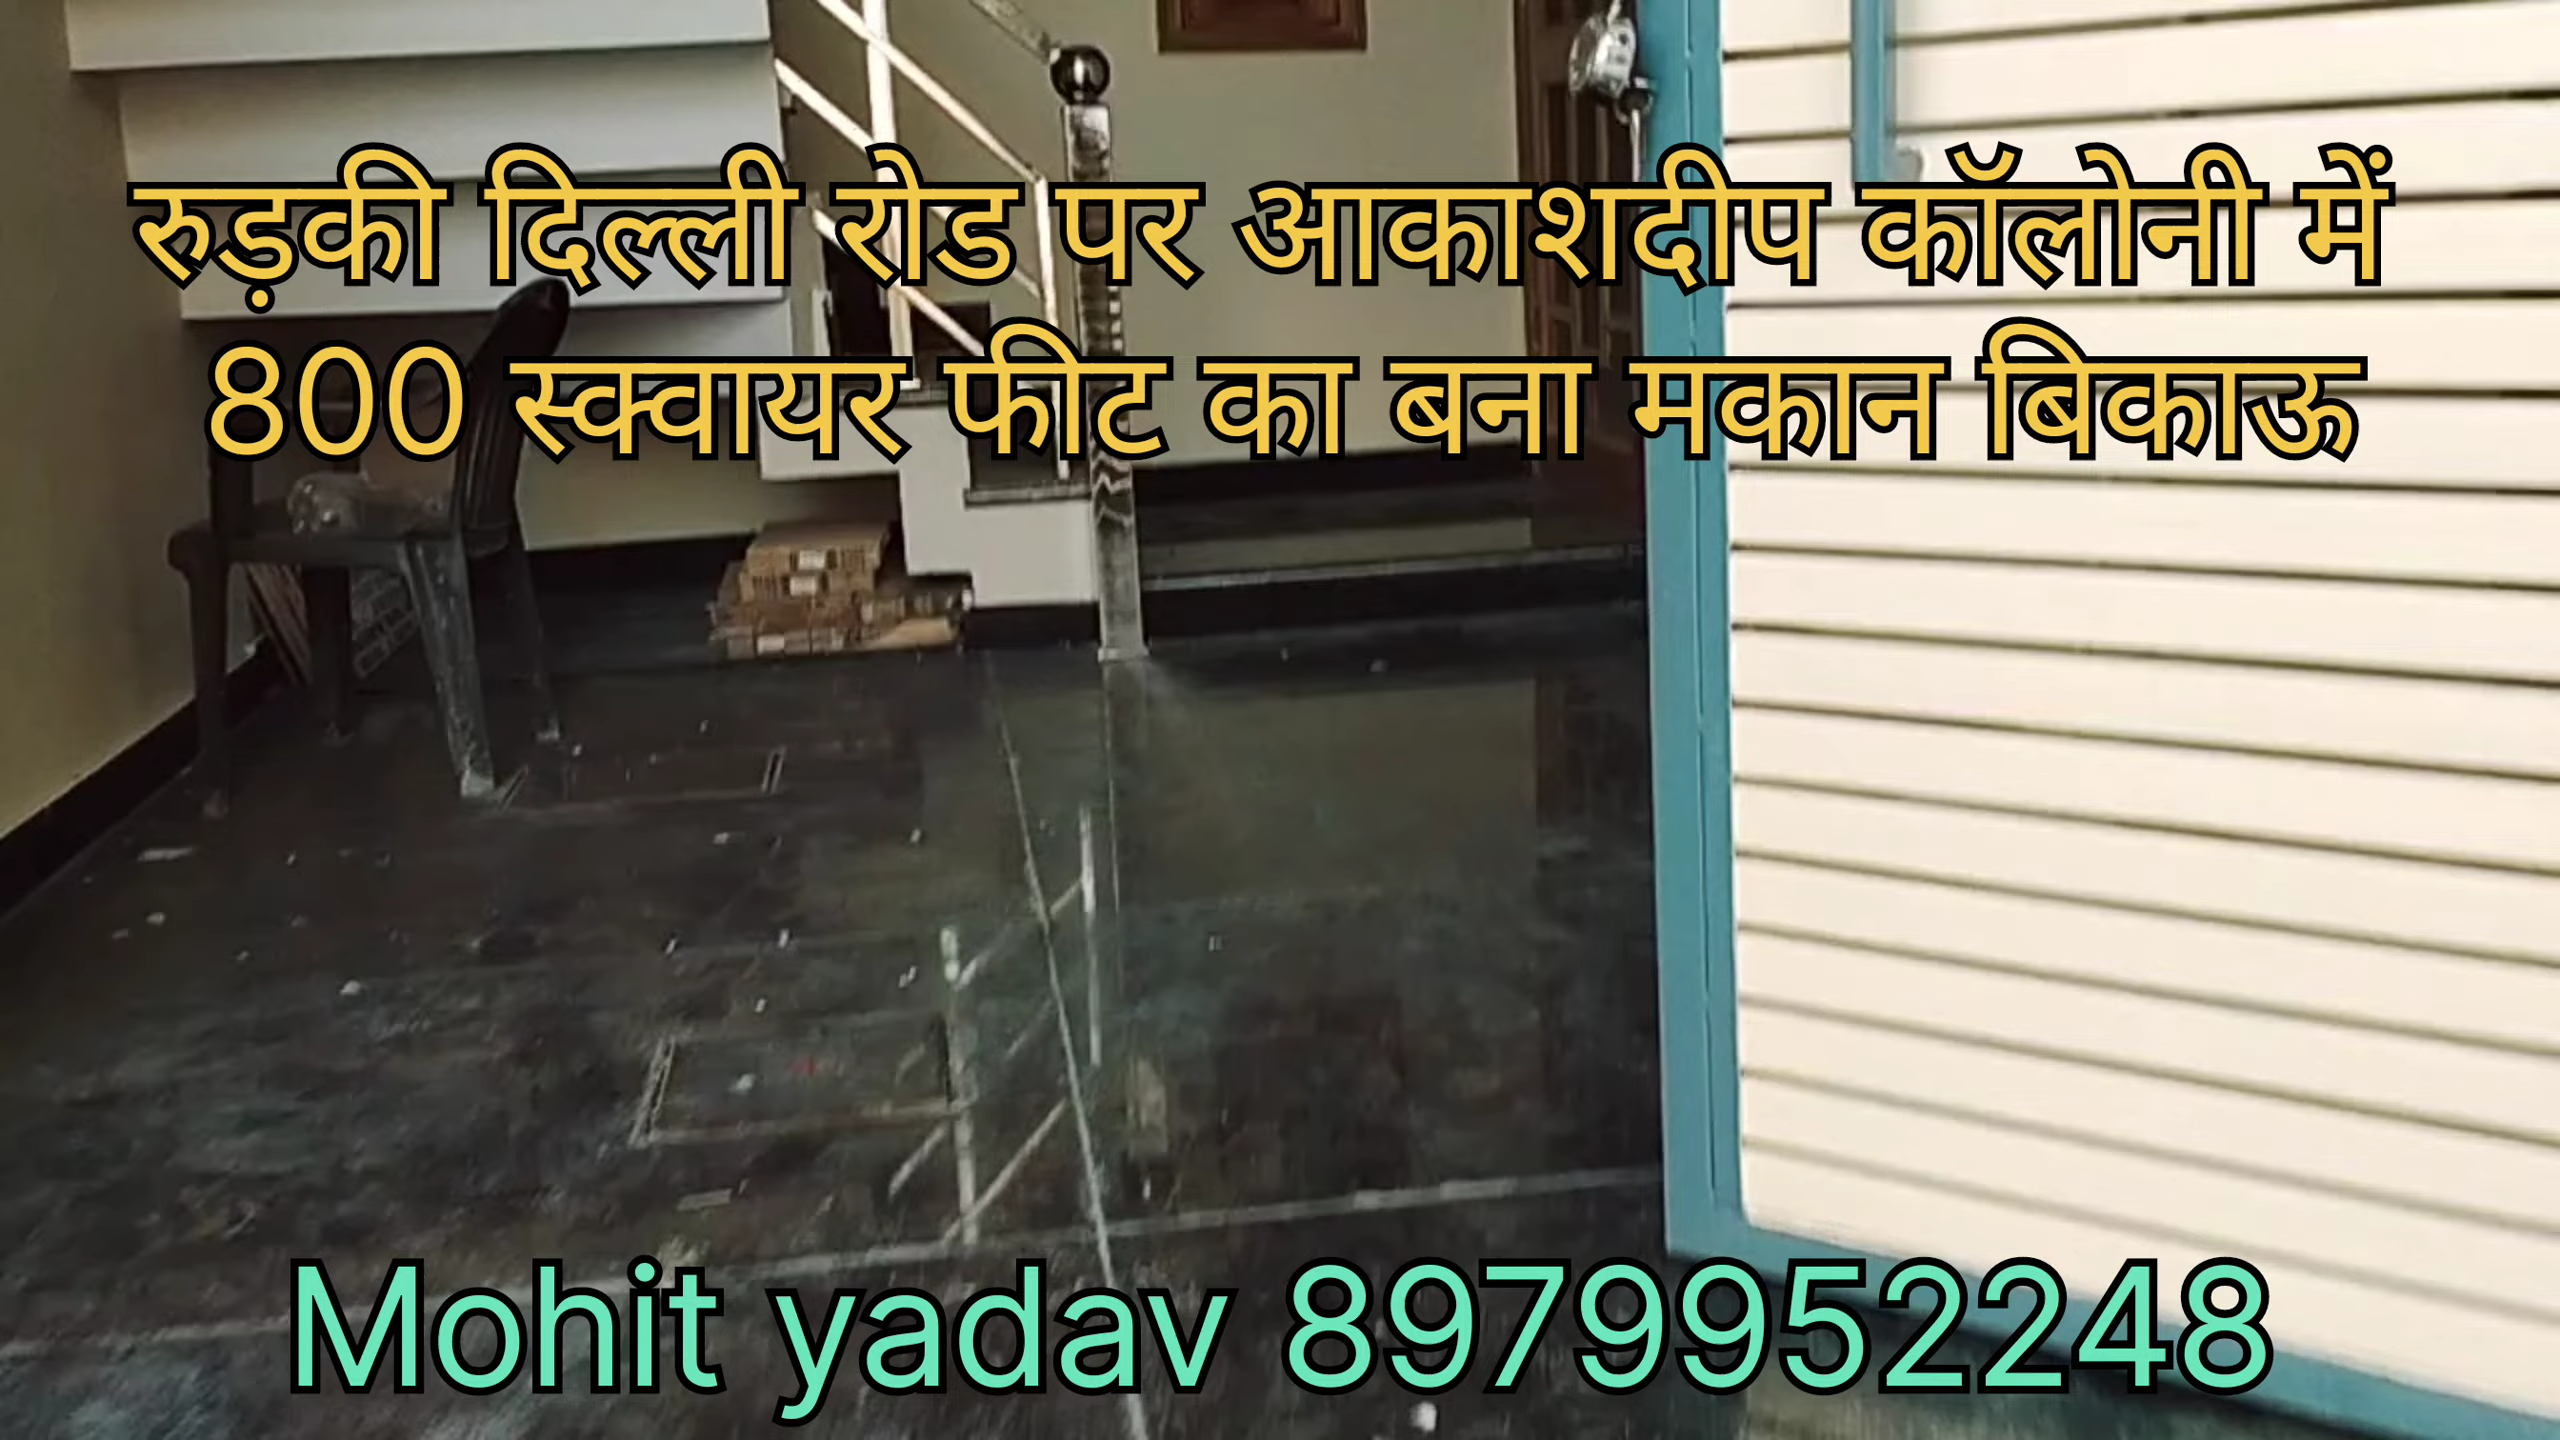 रुड़की दिल्ली रोड पर आकाशदीप कॉलोनी में
800 स्क्वायर फीट का बना मकान बिकाऊ
Mohit yadav 8979952248